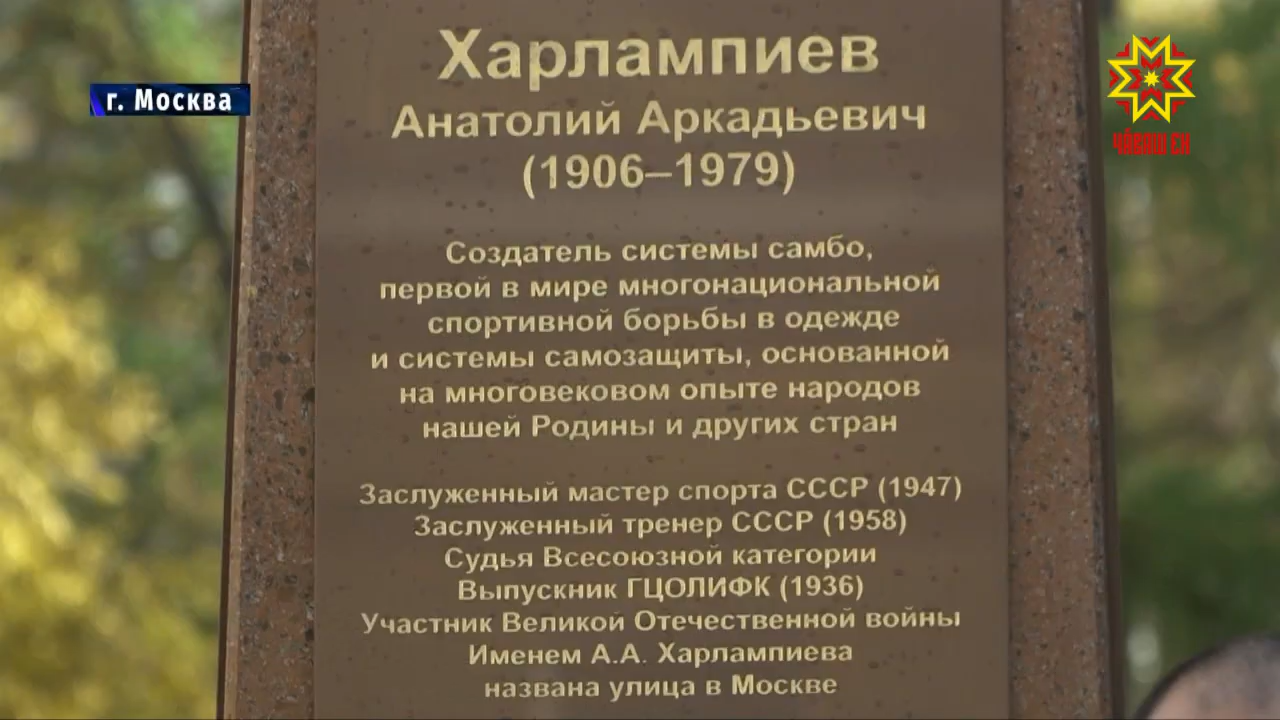 Харлампиев
Анатолий Аркадьевич
(1906–1979)
Создатель системы самбо,
первой в мире многонациональной
спортивной борьбы в одежде
и системы самозащиты, основанной
на многовековом опыте народов
нашей Родины и других стран
Заслуженный мастер спорта СССР (1947)
Заслуженный тренер СССР (1958)
Судья Всесоюзной категории
Выпускник ГЦОЛИФК (1936)
Участник Великой Отечественной войны
Именем А.А. Харлампиева
названа улица в Москве
г. Москва
ЧӐВАШ ЕН